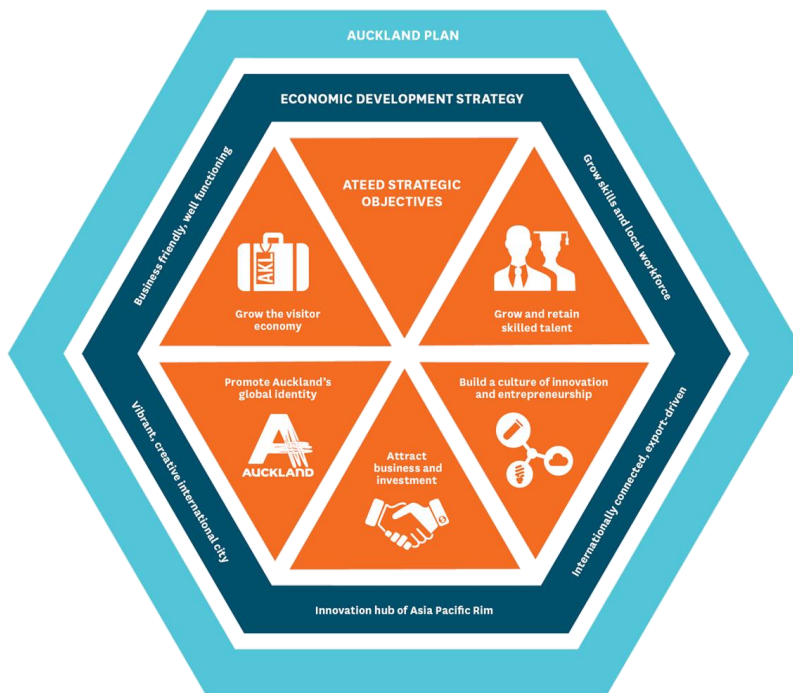 AUCKLAND PLAN
ECONOMIC DEVELOPMENT STRATEGY
Business friendly, well functioning
Grow skills and local workforce
ATEED STRATEGIC
OBJECTIVES
AKL
Grow the visitor
economy
Grow and retain
skilled talent
Promote Auckland's
global identity
AUCKLAND
Attract
business and
investment
Build a culture of innovation
and entrepreneurship
Vibrant, creative international city
Internationally connected, export-driven
Innovation hub of Asia Pacific Rim